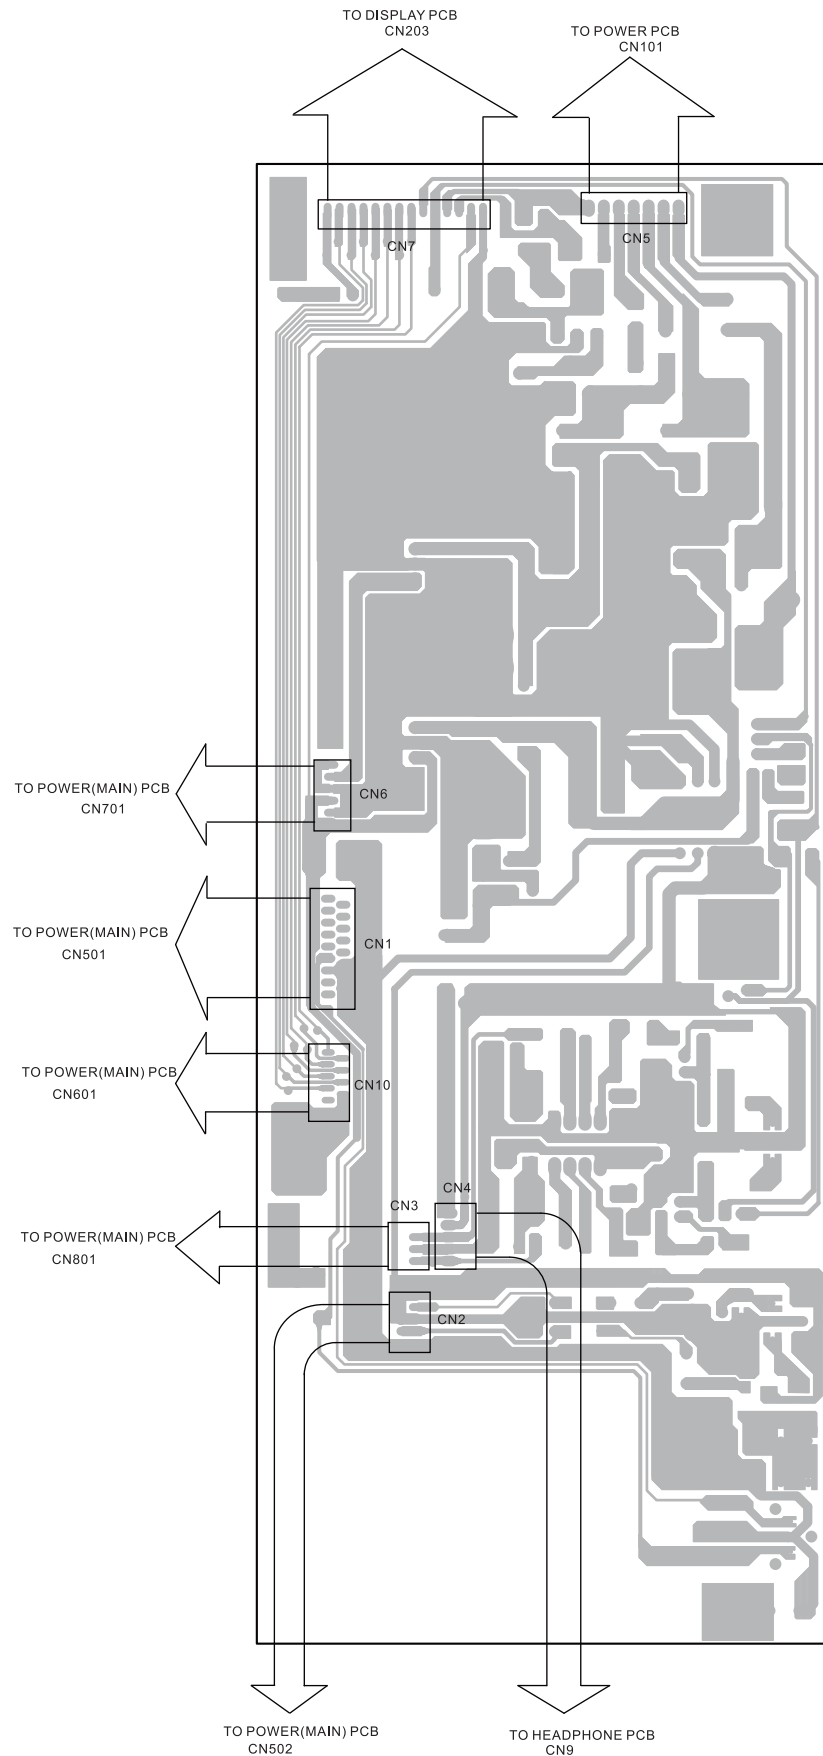 TO DISPLAY PCB
CN203
TO POWER PCB
CN101
CN7
CN5
TO POWER(MAIN) PCB
CN701
CN6
TO POWER(MAIN) PCB
CN501
CN1
TO POWER(MAIN) PCB
CN601
CN10
CN4
CN3
TO POWER(MAIN) PCB
CN801
CN2
TO POWER(MAIN) PCB
CN502
TO HEADPHONE PCB
CN9